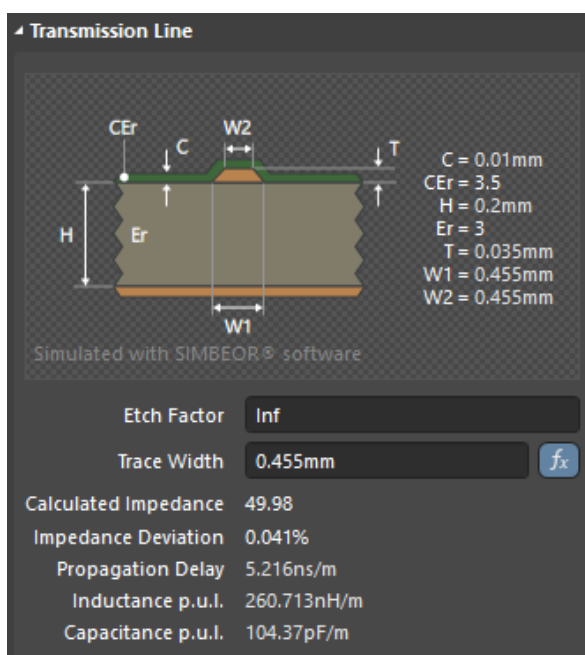 Transmission Line
CEr
C
W2
T
C = 0.01mm
CEr = 3.5
H = 0.2mm
Er = 3
T = 0.035mm
W1 = 0.455mm
W2 = 0.455mm
H
Er
W1
Simulated with SIMBEOR® software
Etch Factor Inf
Trace Width 0.455mm fx
Calculated Impedance 49.98
Impedance Deviation 0.041%
Propagation Delay 5.216ns/m
Inductance p.u.l. 260.713nH/m
Capacitance p.u.l. 104.37pF/m